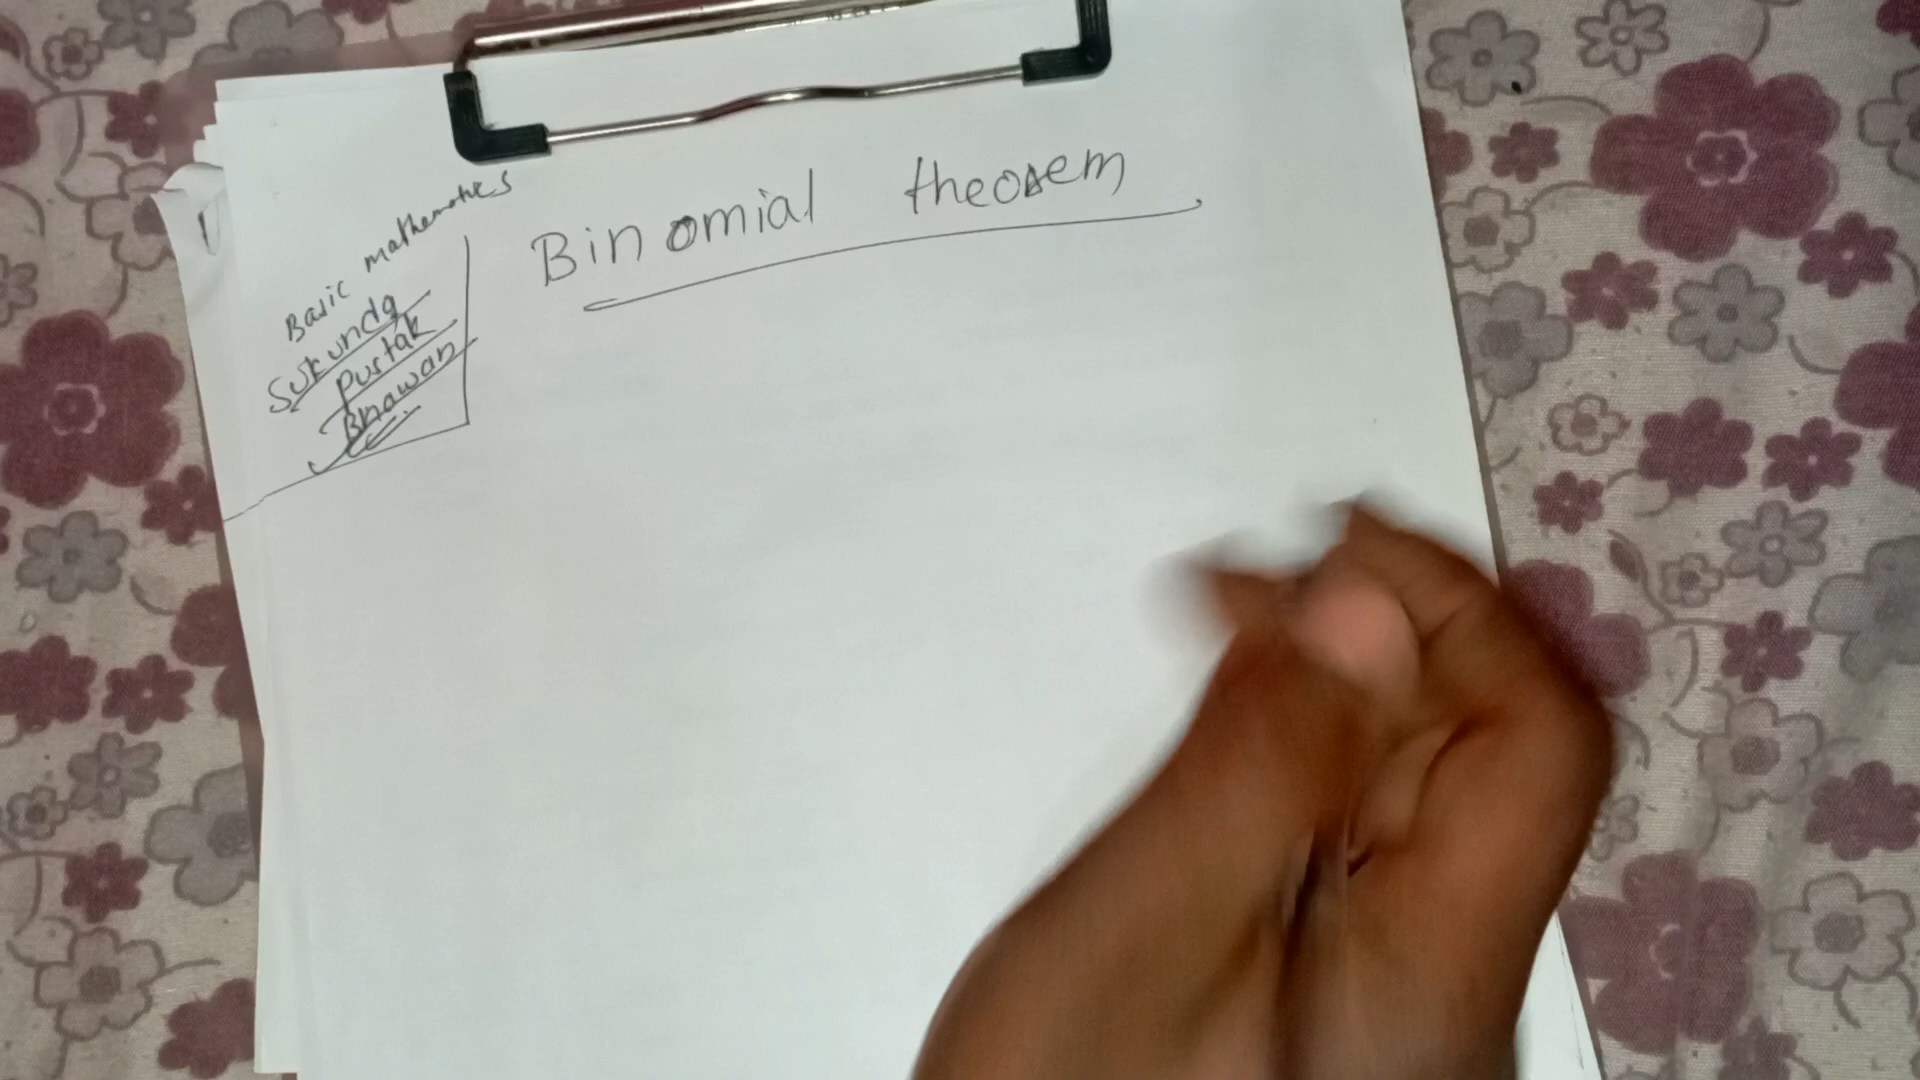 Basic mathematics
Sukunda
Pustak
Bhawan
Binomial theorem